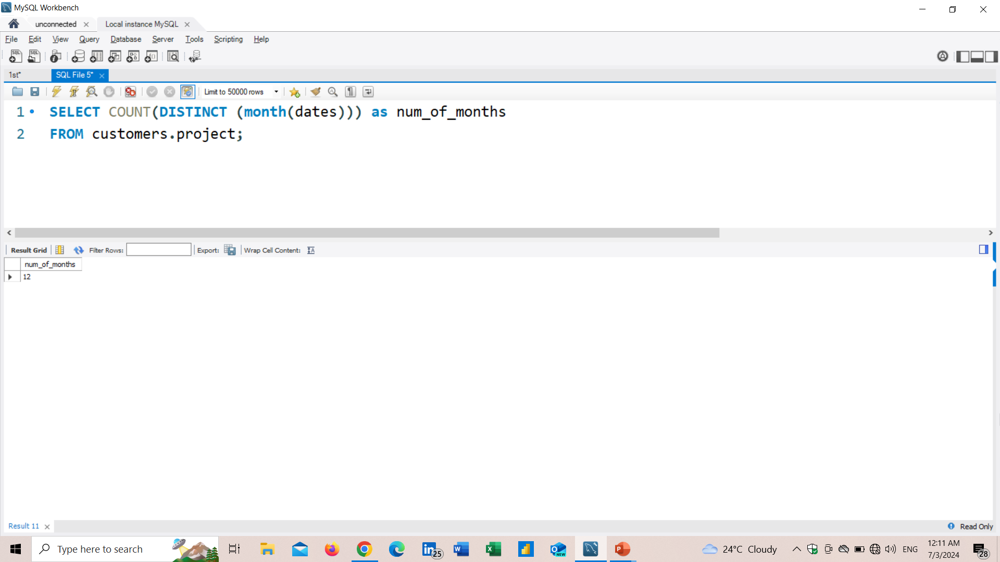 MySQL Workbench
unconnected
Local instance MySQL
File Edit View Query Database Server Tools Scripting Help
1st*
SQL File 5*
Limit to 50000 rows
1 SELECT COUNT(DISTINCT (month(dates))) as num_of_months
2 FROM customers.project;
Result Grid Filter Rows: Export: Wrap Cell Content:
num_of_months
12
Result 11
Read Only
Type here to search
25
NEW
24°C Cloudy
ENG
12:11 AM
7/3/2024
28